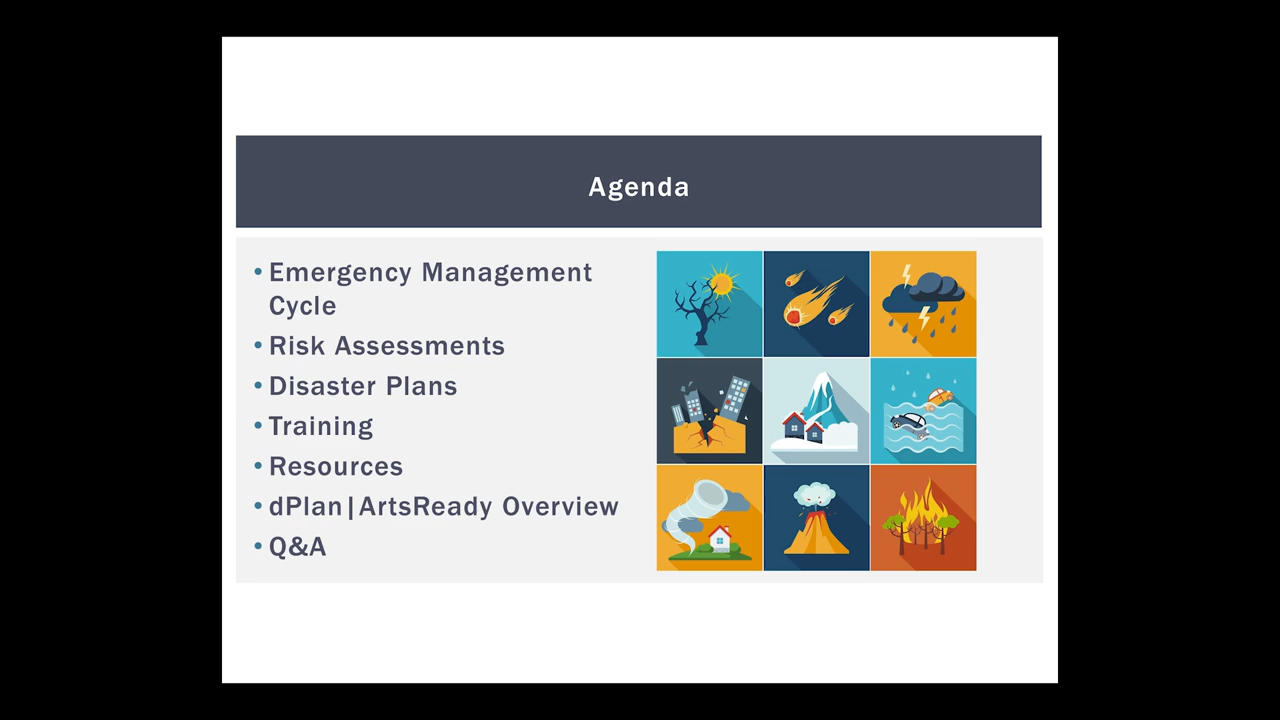 Agenda
• Emergency Management
Cycle
• Risk Assessments
• Disaster Plans
• Training
• Resources
• dPlan|ArtsReady Overview
• Q&A